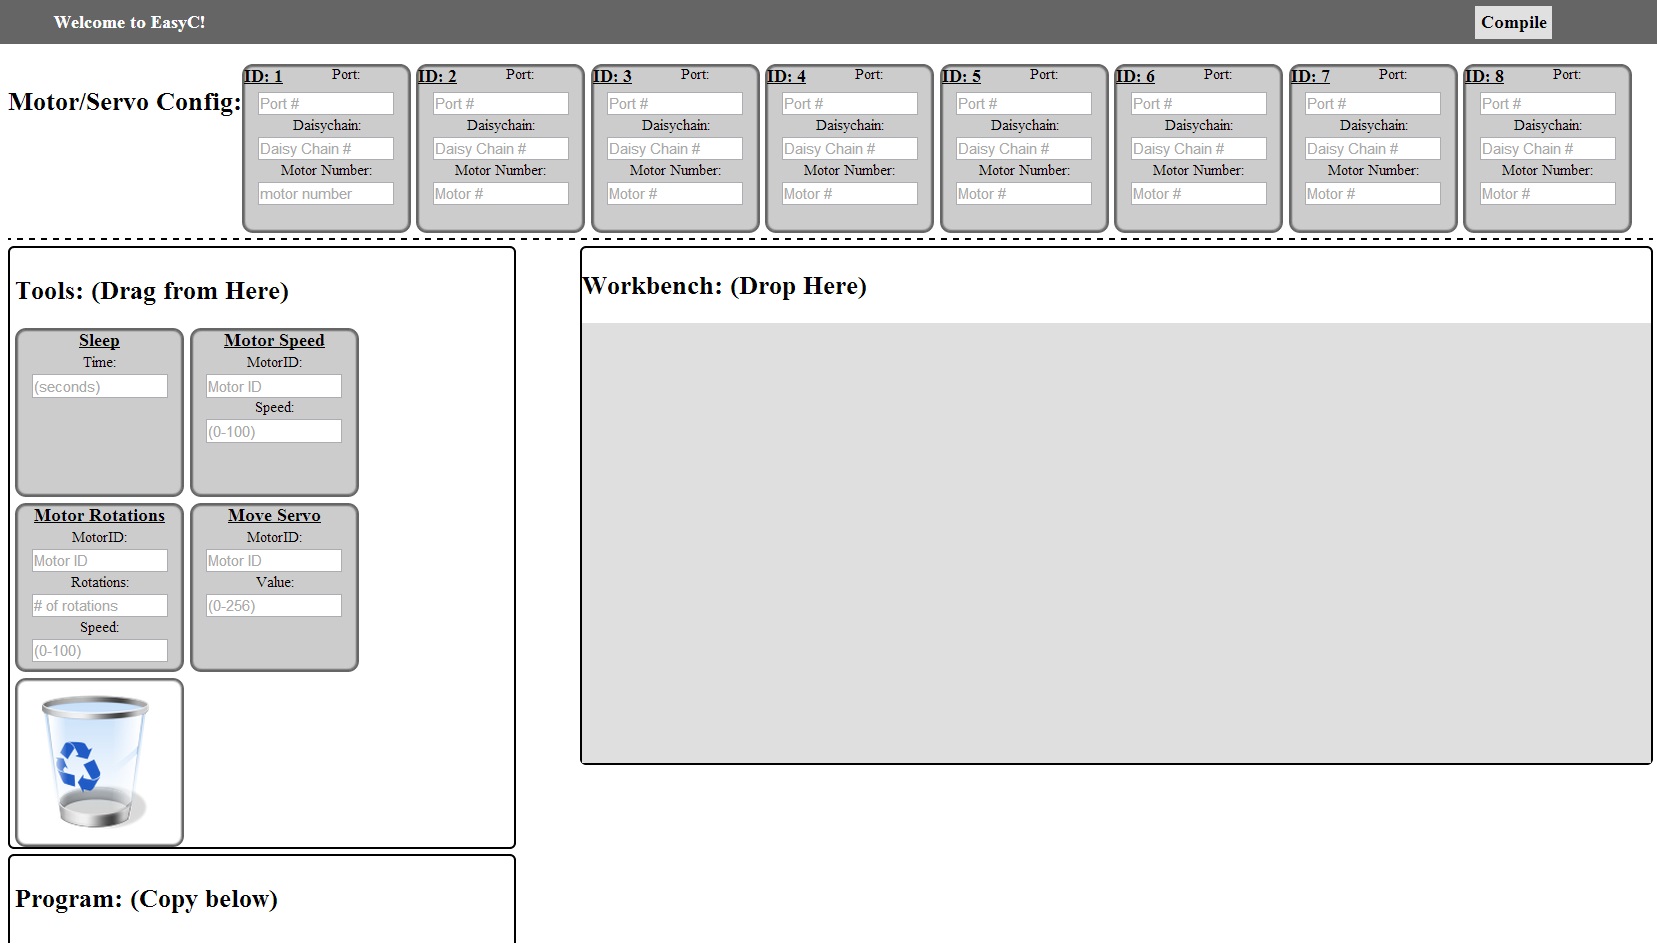 Welcome to EasyC!
Compile
Motor/Servo Config:
ID: 1 Port:
Port #
Daisychain:
Daisy Chain #
Motor Number:
motor number
ID: 2 Port:
Port #
Daisychain:
Daisy Chain #
Motor Number:
Motor #
ID: 3 Port:
Port #
Daisychain:
Daisy Chain #
Motor Number:
Motor #
ID: 4 Port:
Port #
Daisychain:
Daisy Chain #
Motor Number:
Motor #
ID: 5 Port:
Port #
Daisychain:
Daisy Chain #
Motor Number:
Motor #
ID: 6 Port:
Port #
Daisychain:
Daisy Chain #
Motor Number:
Motor #
ID: 7 Port:
Port #
Daisychain:
Daisy Chain #
Motor Number:
Motor #
ID: 8 Port:
Port #
Daisychain:
Daisy Chain #
Motor Number:
Motor #
Tools: (Drag from Here)
Sleep
Time:
(seconds)
Motor Speed
MotorID:
Motor ID
Speed:
(0-100)
Motor Rotations
MotorID:
Motor ID
Rotations:
# of rotations
Speed:
(0-100)
Move Servo
MotorID:
Motor ID
Value:
(0-256)
Workbench: (Drop Here)
Program: (Copy below)